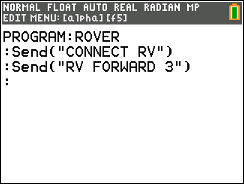 NORMAL FLOAT AUTO REAL RADIAN MP
EDIT MENU: [alpha] [f5]
PROGRAM:ROVER
:Send("CONNECT RV")
:Send("RV FORWARD 3")
: